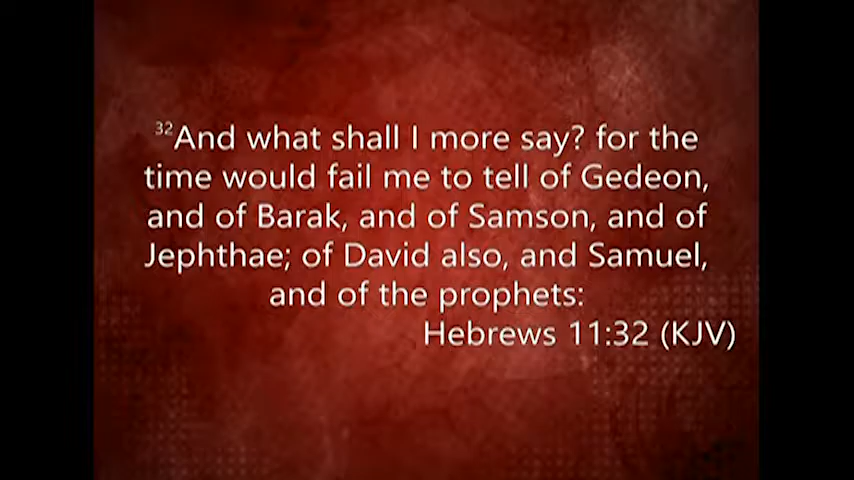 32And what shall I more say? for the
time would fail me to tell of Gedeon,
and of Barak, and of Samson, and of
Jephthae; of David also, and Samuel,
and of the prophets:
Hebrews 11:32 (KJV)